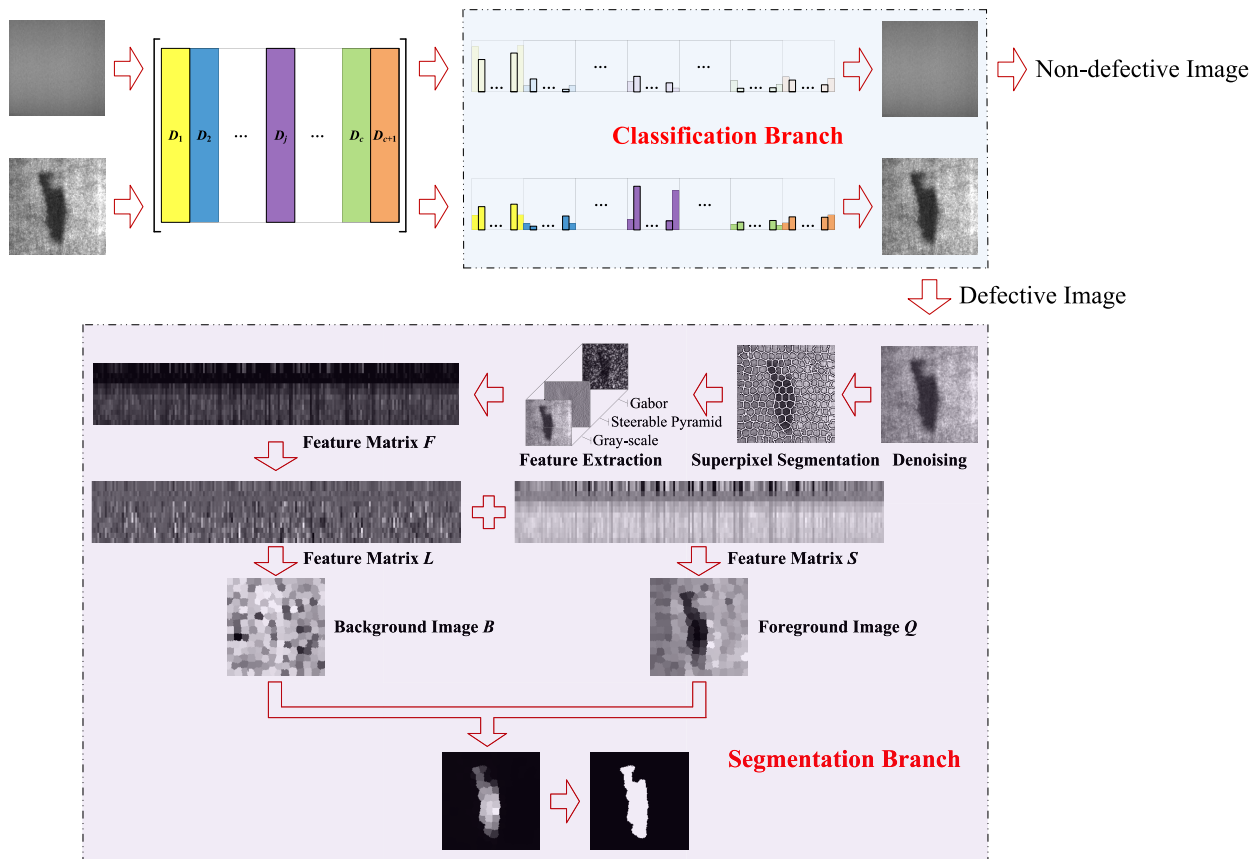 Non-defective Image
D1 D2 ... Dj ... Dc Dc+1
... ... ... ... ... ... ...
Classification Branch
... ... ... ... ... ... ...
Defective Image
Gabor
Steerable Pyramid
Gray-scale
Feature Matrix F
Feature Extraction
Superpixel Segmentation
Denoising
Feature Matrix L
Feature Matrix S
Background Image B
Foreground Image Q
Segmentation Branch